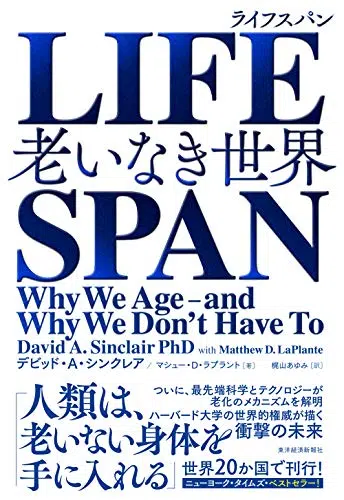 ライフスパン
LIFE
老いなき世界
SPAN
Why We Age – and
Why We Don't Have To
David A. Sinclair PhD with Matthew D. LaPlante
デビッド・A・シンクレア/マシュー・D・ラプラント[著] 梶山あゆみ[訳]
「人類は、
老いない身体を
手に入れる」
ついに、最先端科学とテクノロジーが
老化のメカニズムを解明
ハーバード大学の世界的権威が描く
衝撃の未来
東洋経済新報社
世界20か国で刊行!
ニューヨーク・タイムズ・ベストセラー!